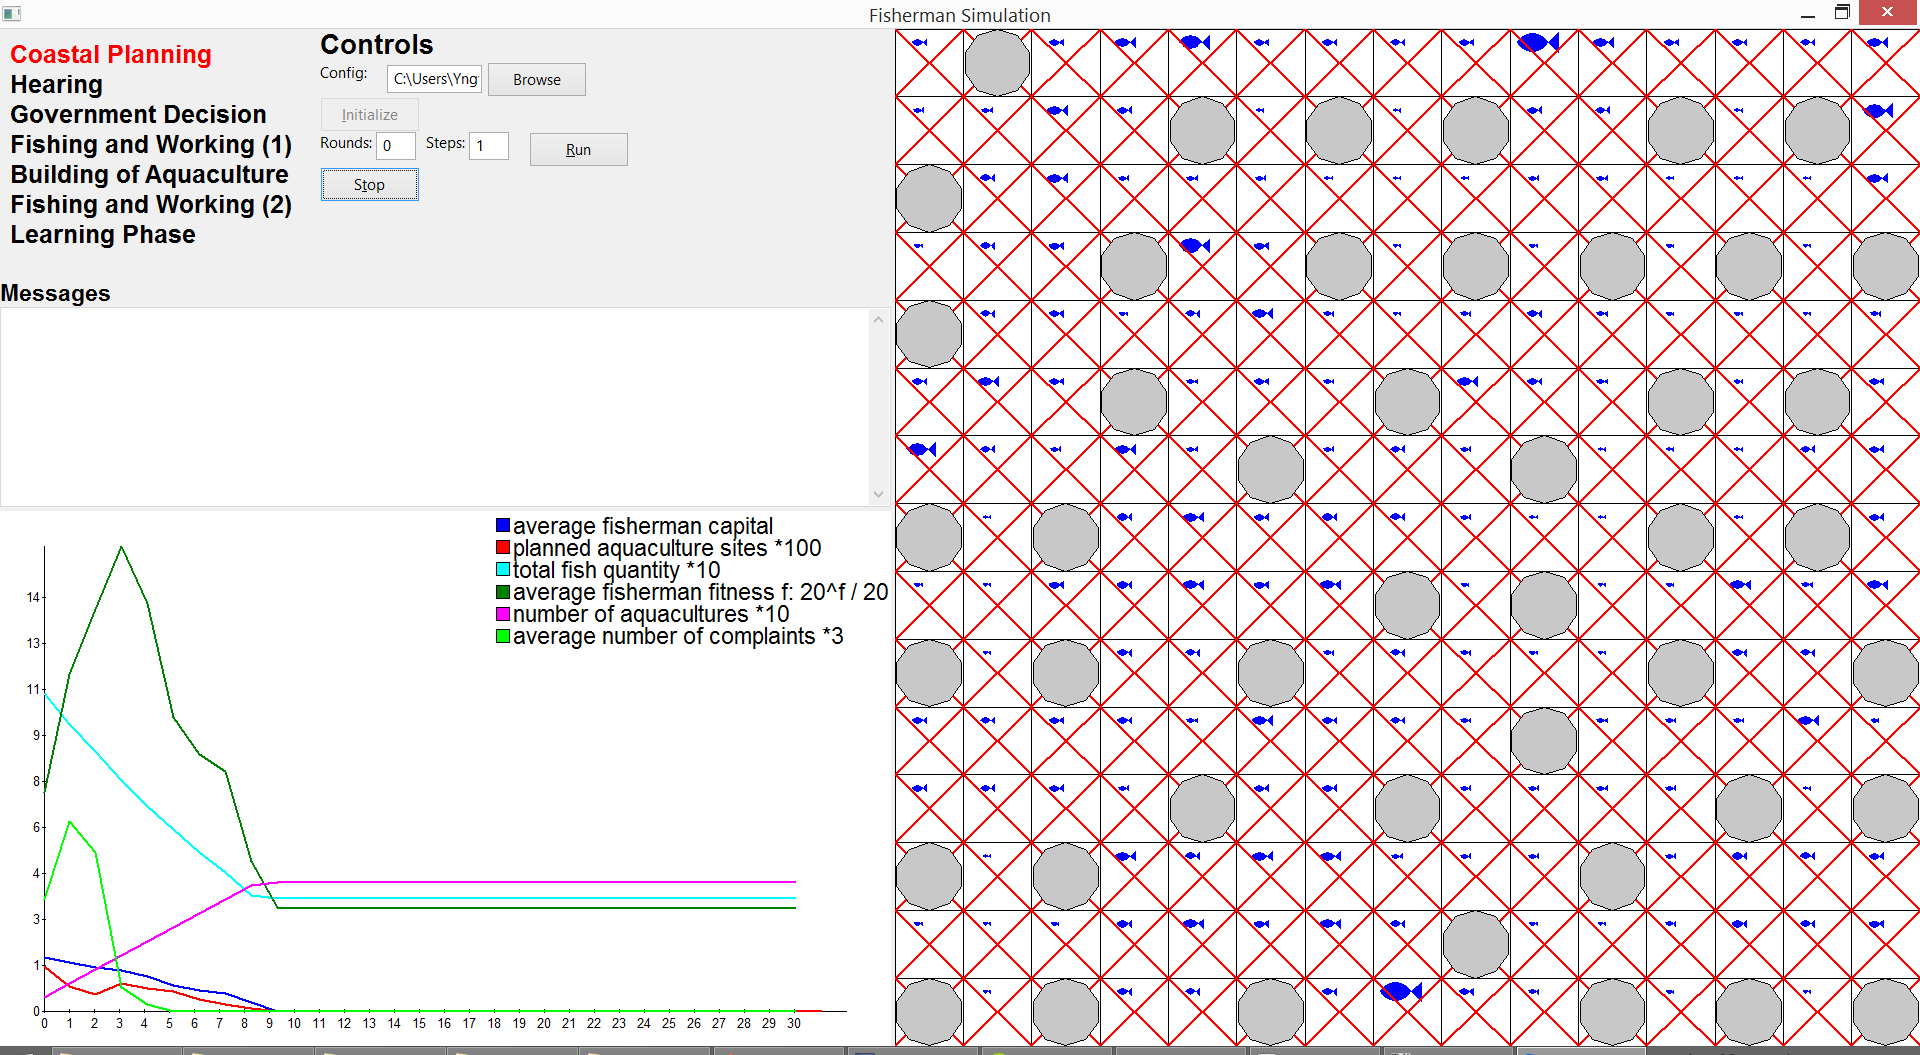 Fisherman Simulation
Coastal Planning
Hearing
Government Decision
Fishing and Working (1)
Building of Aquaculture
Fishing and Working (2)
Learning Phase
Controls
Config: C:\Users\Yng Browse
Initialize
Rounds: 0 Steps: 1 Run
Stop
Messages
average fisherman capital
planned aquaculture sites *100
total fish quantity *10
average fisherman fitness f: 20^f / 20
number of aquacultures *10
average number of complaints *3
14
13
11
9
8
6
4
3
1
0
0 1 2 3 4 5 6 7 8 9 10 11 12 13 14 15 16 17 18 19 20 21 22 23 24 25 26 27 28 29 30